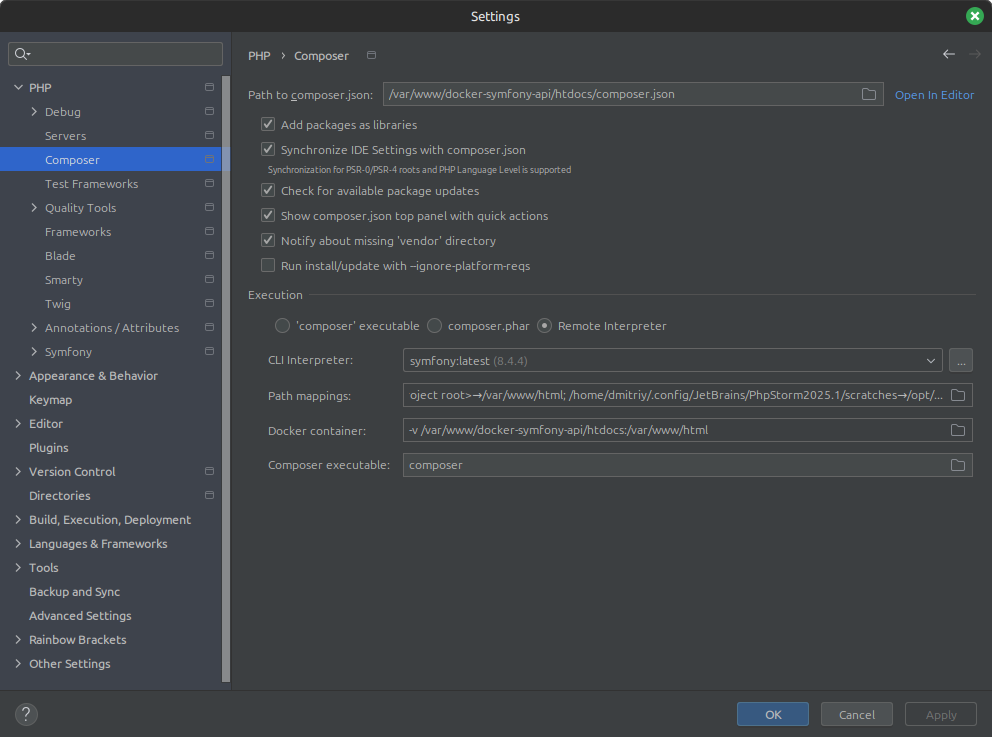 Settings
PHP › Composer
PHP
Debug
Servers
Composer
Test Frameworks
Quality Tools
Frameworks
Blade
Smarty
Twig
Annotations / Attributes
Symfony
Appearance & Behavior
Keymap
Editor
Plugins
Version Control
Directories
Build, Execution, Deployment
Languages & Frameworks
Tools
Backup and Sync
Advanced Settings
Rainbow Brackets
Other Settings
Path to composer.json: /var/www/docker-symfony-api/htdocs/composer.json Open In Editor
Add packages as libraries
Synchronize IDE Settings with composer.json
Synchronization for PSR-0/PSR-4 roots and PHP Language Level is supported
Check for available package updates
Show composer.json top panel with quick actions
Notify about missing 'vendor' directory
Run install/update with --ignore-platform-reqs
Execution
'composer' executable composer.phar Remote Interpreter
CLI Interpreter: symfony:latest (8.4.4) ...
Path mappings: oject root>→/var/www/html; /home/dmitriy/.config/JetBrains/PhpStorm2025.1/scratches→/opt/...
Docker container: -v /var/www/docker-symfony-api/htdocs:/var/www/html
Composer executable: composer
? OK Cancel Apply